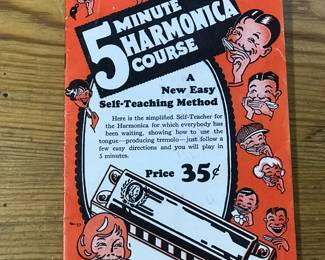 5 MINUTE
HARMONICA
COURSE
A
New Easy
Self-Teaching Method
Here is the simplified Self-Teacher for
the Harmonica for which everybody has
been waiting, showing how to use the
tongue—producing tremolo—just follow a
few easy directions and you will play in
5 minutes.
Price 35¢